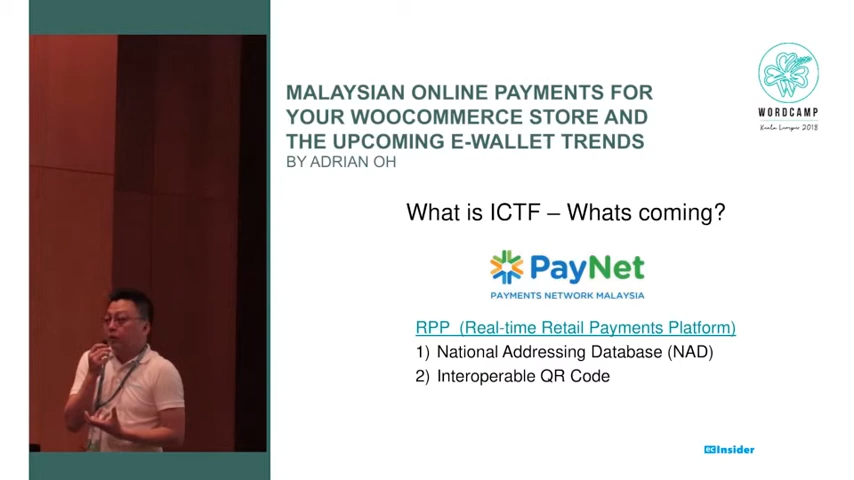 MALAYSIAN ONLINE PAYMENTS FOR
YOUR WOOCOMMERCE STORE AND
THE UPCOMING E-WALLET TRENDS
BY ADRIAN OH
WORDCAMP
Kuala Lumpur 2018
What is ICTF – Whats coming?
PayNet
PAYMENTS NETWORK MALAYSIA
RPP (Real-time Retail Payments Platform)
1) National Addressing Database (NAD)
2) Interoperable QR Code
ecInsider